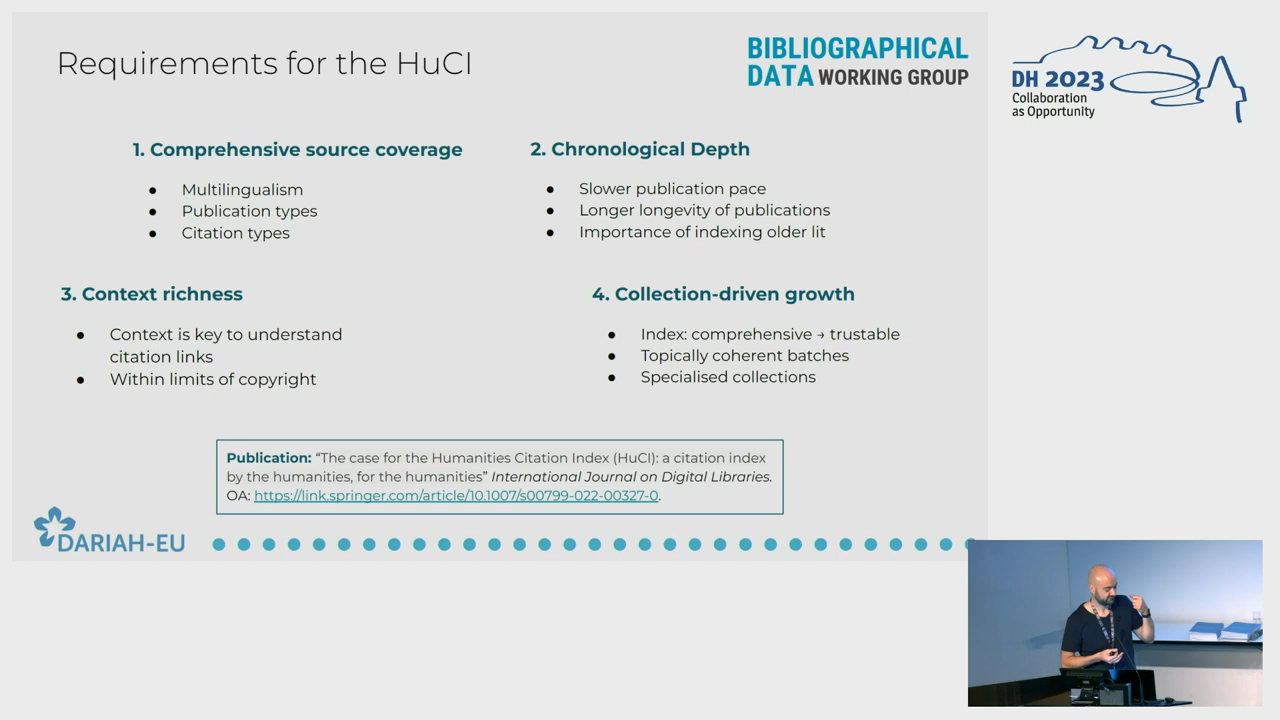 Requirements for the HuCI
BIBLIOGRAPHICAL
DATA WORKING GROUP
DH 2023
Collaboration
as Opportunity
1. Comprehensive source coverage
● Multilingualism
● Publication types
● Citation types
2. Chronological Depth
● Slower publication pace
● Longer longevity of publications
● Importance of indexing older lit
3. Context richness
● Context is key to understand
citation links
● Within limits of copyright
4. Collection-driven growth
● Index: comprehensive → trustable
● Topically coherent batches
● Specialised collections
Publication: “The case for the Humanities Citation Index (HuCI): a citation index
by the humanities, for the humanities” International Journal on Digital Libraries.
OA: https://link.springer.com/article/10.1007/s00799-022-00327-0.
DARIAH-EU